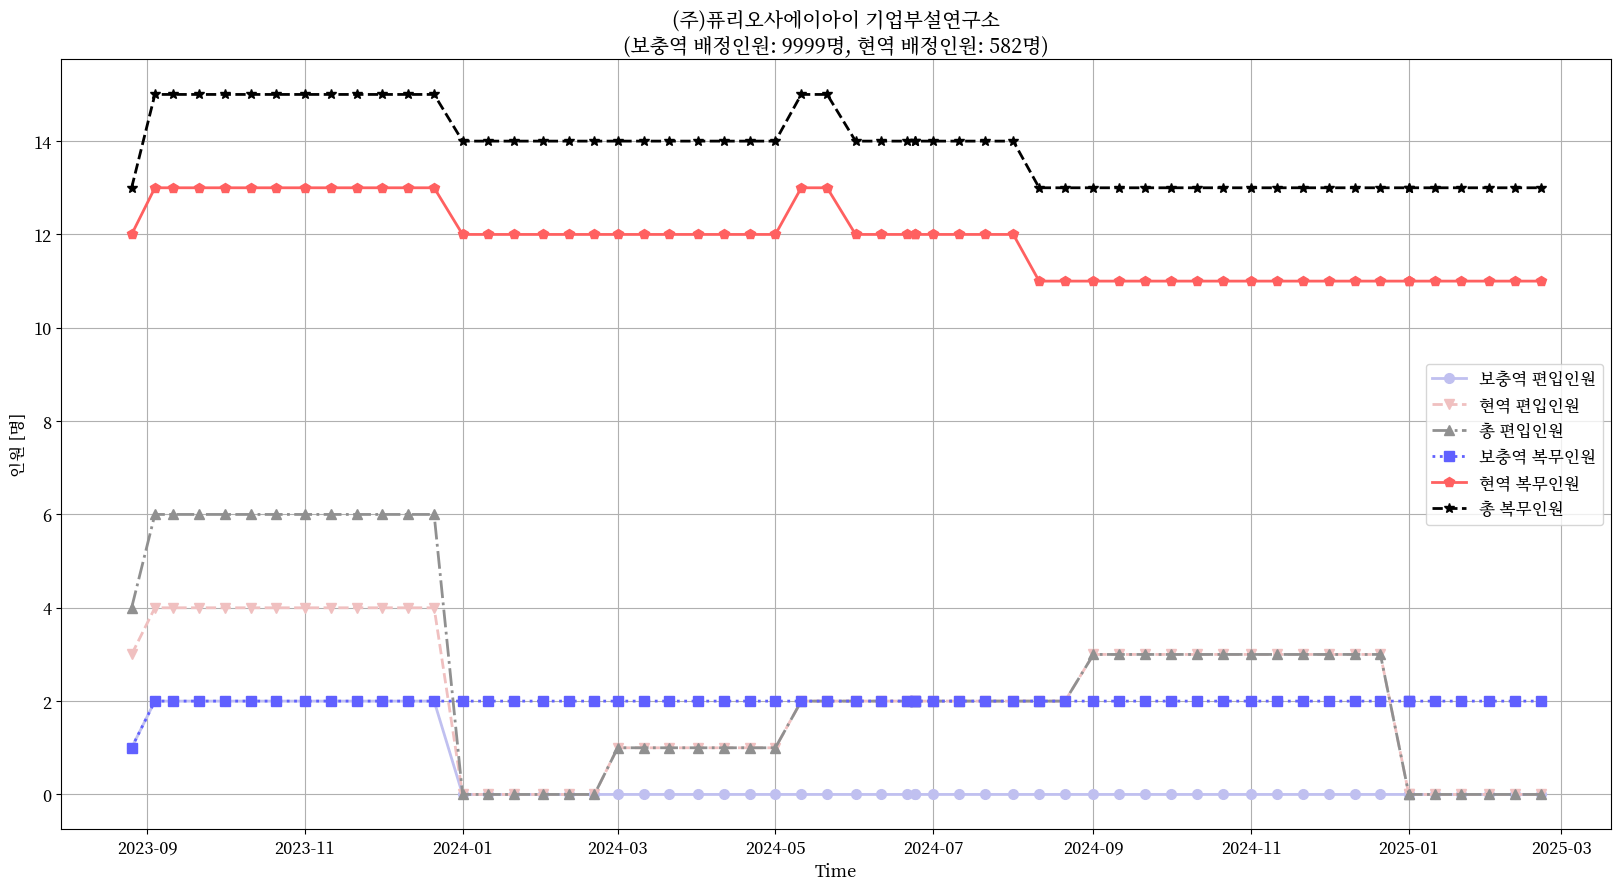 (주)퓨리오사에이아이 기업부설연구소
(보충역 배정인원: 9999명, 현역 배정인원: 582명)
인원 [명]
14
12
10
8
6
4
2
0
보충역 편입인원
현역 편입인원
총 편입인원
보충역 복무인원
현역 복무인원
총 복무인원
2023-09
2023-11
2024-01
2024-03
2024-05
2024-07
2024-09
2024-11
2025-01
2025-03
Time